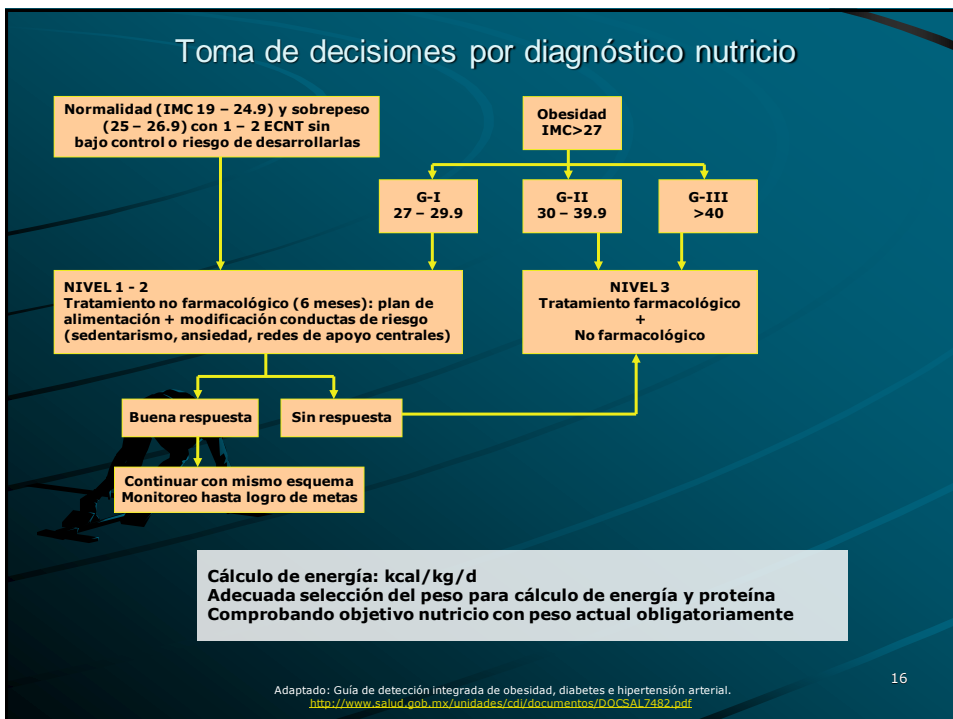 Toma de decisiones por diagnóstico nutricio
Normalidad (IMC 19 – 24.9) y sobrepeso
(25 – 26.9) con 1 – 2 ECNT sin
bajo control o riesgo de desarrollarlas
Obesidad
IMC>27
G-I
27 – 29.9
G-II
30 – 39.9
G-III
>40
NIVEL 1 - 2
Tratamiento no farmacológico (6 meses): plan de
alimentación + modificación conductas de riesgo
(sedentarismo, ansiedad, redes de apoyo centrales)
NIVEL 3
Tratamiento farmacológico
+
No farmacológico
Buena respuesta
Sin respuesta
Continuar con mismo esquema
Monitoreo hasta logro de metas
Cálculo de energía: kcal/kg/d
Adecuada selección del peso para cálculo de energía y proteína
Comprobando objetivo nutricio con peso actual obligatoriamente
Adaptado: Guía de detección integrada de obesidad, diabetes e hipertensión arterial.
http://www.salud.gob.mx/unidades/cdi/documentos/DOCSAL7482.pdf
16